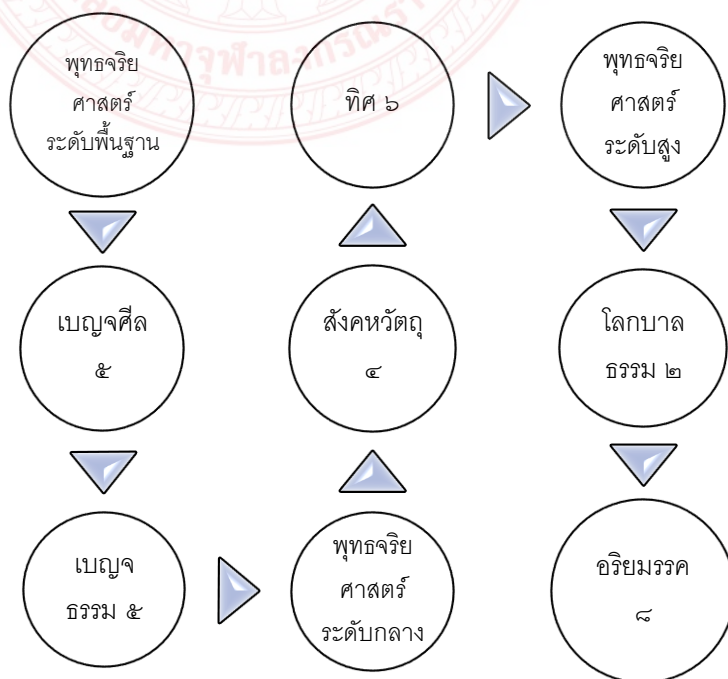 พุทธจริย
ศาสตร์
ระดับพื้นฐาน
เบญจศีล
๕
เบญจ
ธรรม ๕
พุทธจริย
ศาสตร์
ระดับกลาง
สังคหวัตถุ
๔
ทิศ ๖
พุทธจริย
ศาสตร์
ระดับสูง
โลกบาล
ธรรม ๒
อริยมรรค
๘